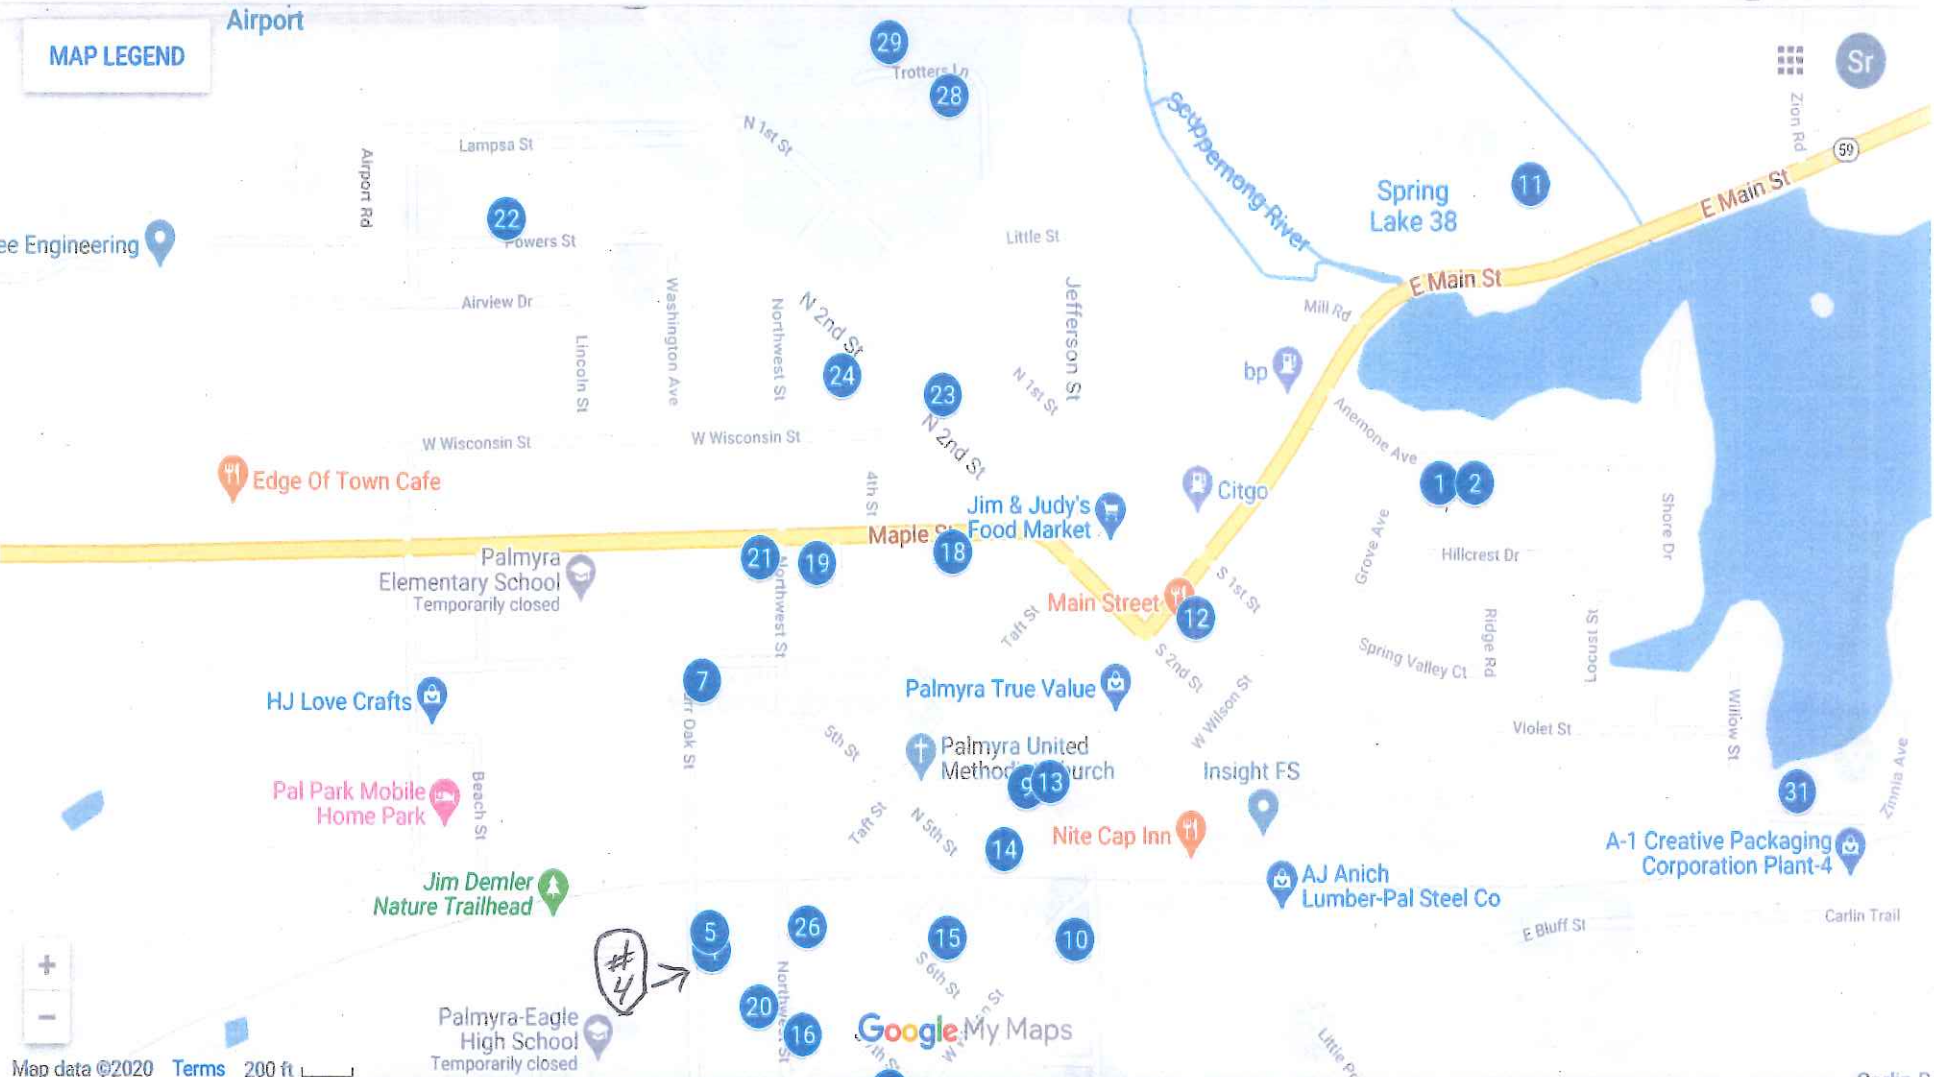 Airport
MAP LEGEND
29
Trotters Ln
28
Sr
Zion Rd
59
N 1st St
Lampsa St
Airport Rd
Scuppernong River
Spring
Lake 38
11
E Main St
22
Powers St
ee Engineering
Little St
E Main St
Airview Dr
Washington Ave
Northwest St
N 2nd St
Jefferson St
Mill Rd
Lincoln St
24
23
N 1st St
bp
Anemone Ave
N 2nd St
W Wisconsin St
W Wisconsin St
Edge Of Town Cafe
4th St
Citgo
1
2
Jim & Judy's
Food Market
Maple St
18
Grove Ave
Hillcrest Dr
Shore Dr
21
19
Northwest St
Palmyra
Elementary School
Temporarily closed
Main Street
12
S 1st St
Taft St
S 2nd St
Spring Valley Ct
Ridge Rd
Locust St
7
HJ Love Crafts
rr Oak St
Palmyra True Value
W Wilson St
Violet St
Willow St
5th St
Palmyra United
Methodi urch
9
13
Insight FS
31
Zinnia Ave
Pal Park Mobile
Home Park
Beach St
Taft St
N 5th St
14
Nite Cap Inn
A-1 Creative Packaging
Corporation Plant-4
Jim Demler
Nature Trailhead
AJ Anich
Lumber-Pal Steel Co
Carlin Trail
E Bluff St
5
26
15
10
#
4
+
−
S 6th St
20
16
Northwest St
Palmyra-Eagle
High School
Temporarily closed
Google My Maps
7th St
Map data ©2020 Terms 200 ft